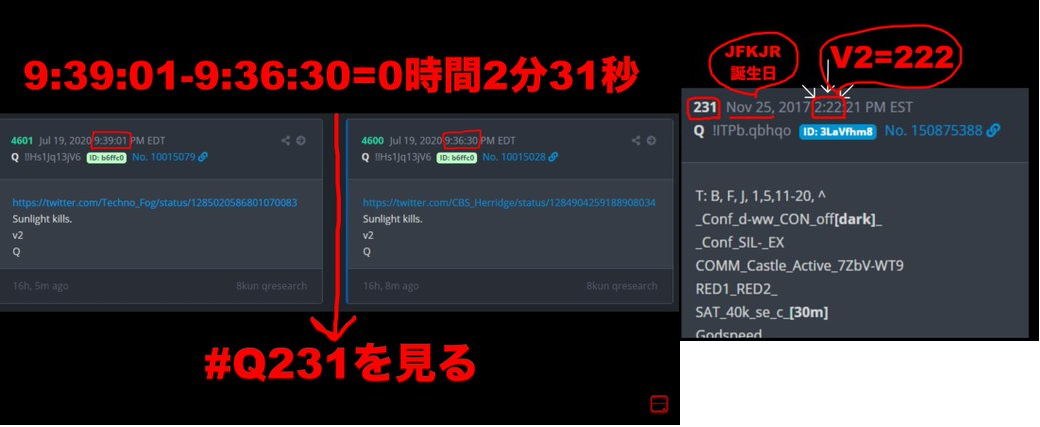 9:39:01-9:36:30=0時間2分31秒
4601 Jul 19, 2020 9:39:01 PM EDT
Q !!Hs1Jq13jV6 ID: b6ffc0 No. 10015079
https://twitter.com/Techno_Fog/status/1285020586801070083
Sunlight kills.
v2
Q
16h, 5m ago 8kun qresearch
4600 Jul 19, 2020 9:36:30 PM EDT
Q !!Hs1Jq13jV6 ID: b6ffc0 No. 10015028
https://twitter.com/CBS_Herridge/status/1284904259188908034
Sunlight kills.
v2
Q
16h, 8m ago 8kun qresearch
#Q231を見る
JFKJR
誕生日
V2=222
231 Nov 25, 2017 2:22:21 PM EST
Q !ITPb.qbhqo ID: 3LaVfhm8 No. 150875388
T: B, F, J, 1,5,11-20, ^
_Conf_d-ww_CON_off[dark]_
_Conf_SIL-_EX
COMM_Castle_Active_7ZbV-WT9
RED1_RED2_
SAT_40k_se_c_[30m]
Godspeed